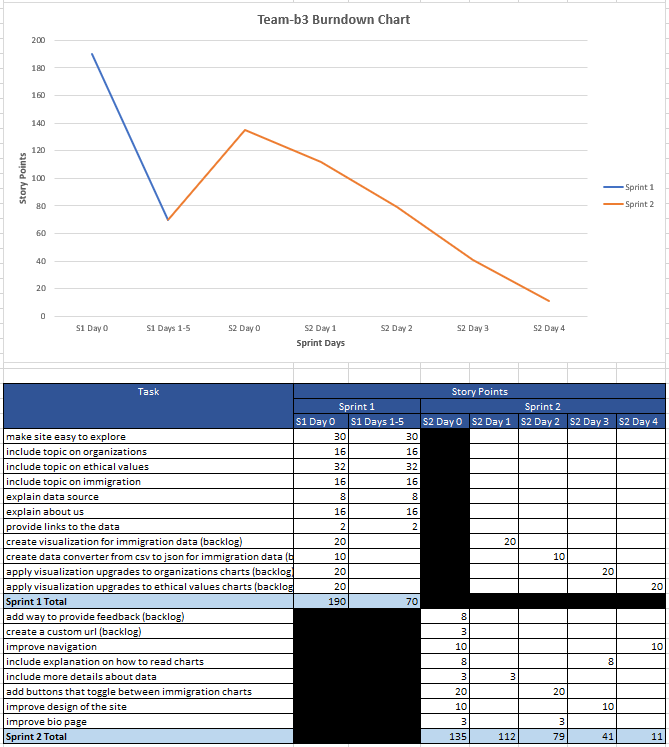 Team-b3 Burndown Chart
200
180
160
140
120
100
80
60
40
20
0
Story Points
S1 Day 0 S1 Days 1-5 S2 Day 0 S2 Day 1 S2 Day 2 S2 Day 3 S2 Day 4
Sprint Days
Sprint 1
Sprint 2
Task Story Points
Sprint 1 Sprint 2
S1 Day 0 S1 Days 1-5 S2 Day 0 S2 Day 1 S2 Day 2 S2 Day 3 S2 Day 4
make site easy to explore 30 30
include topic on organizations 16 16
include topic on ethical values 32 32
include topic on immigration 16 16
explain data source 8 8
explain about us 16 16
provide links to the data 2 2
create visualization for immigration data (backlog) 20 20
create data converter from csv to json for immigration data (b 10 10
apply visualization upgrades to organizations charts (backlog 20 20
apply visualization upgrades to ethical values charts (backlog 20 20
Sprint 1 Total 190 70
add way to provide feedback (backlog) 8
create a custom url (backlog) 3
improve navigation 10 10
include explanation on how to read charts 8 8
include more details about data 3 3
add buttons that toggle between immigration charts 20 20
improve design of the site 10 10
improve bio page 3 3
Sprint 2 Total 135 112 79 41 11